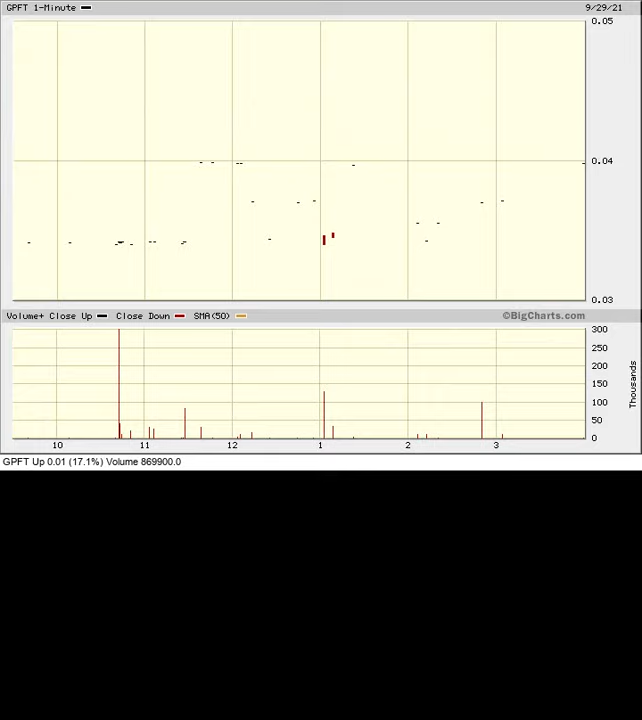 GPFT 1-Minute 9/29/21
0.05
0.04
0.03
Volume+ Close Up Close Down SMA(50) ©BigCharts.com
300
250
200
150
100
50
0
Thousands
10 11 12 1 2 3
GPFT Up 0.01 (17.1%) Volume 869900.0